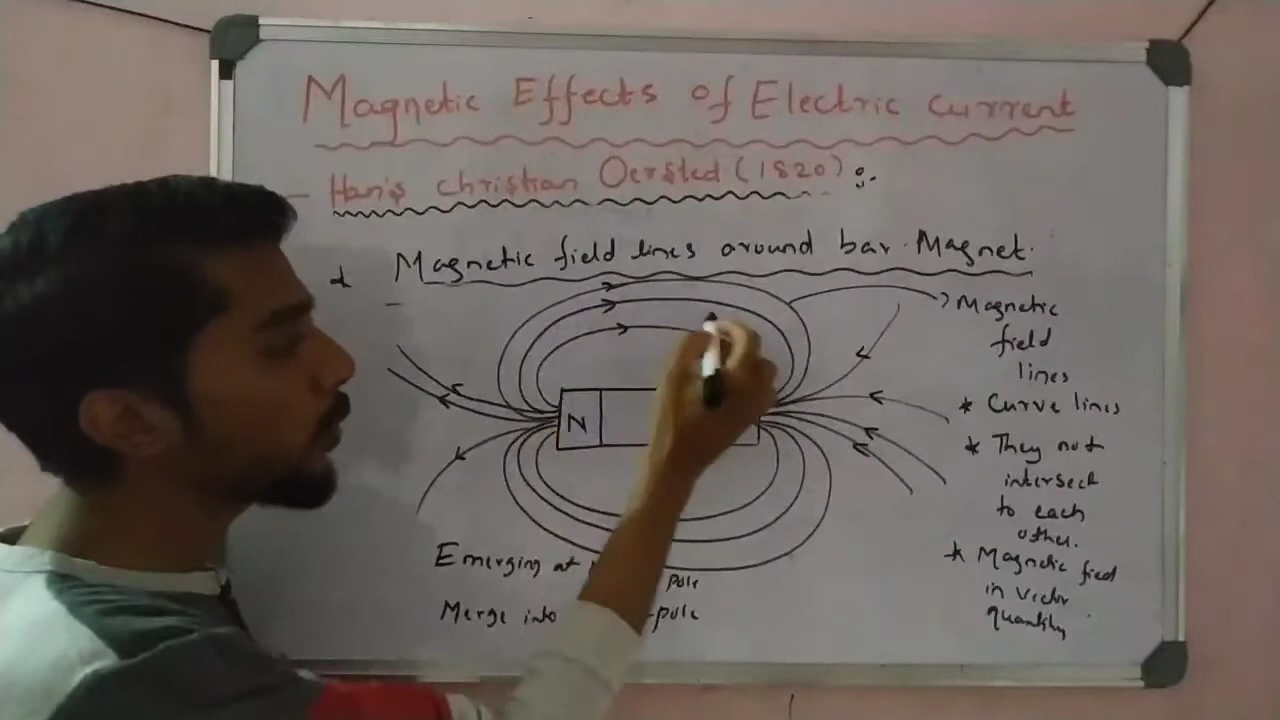 Magnetic Effects of Electric Current
- Hans Christian Oersted (1820) :-
Magnetic field lines around bar Magnet.
Magnetic
field
lines
* Curve lines
N
* They not
intersect
to each
other.
Emerging at
pole
* Magnetic field
in vector
quantity
Merge into -pole